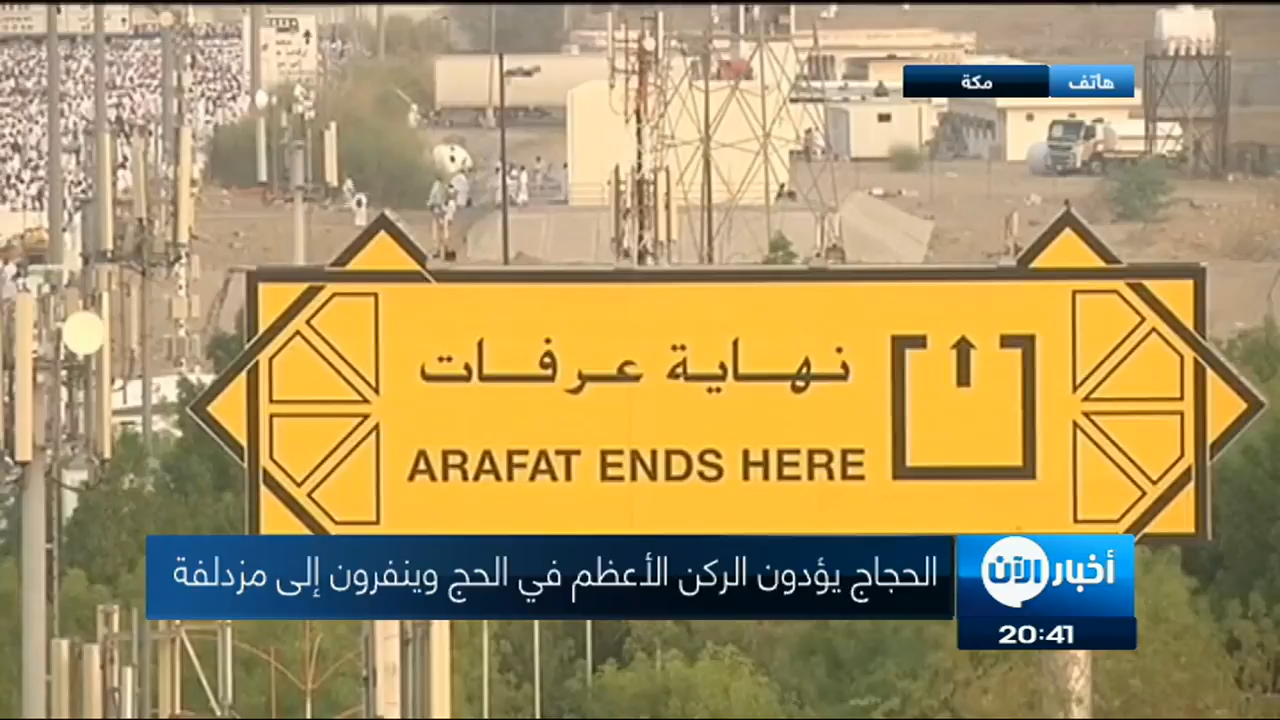 هاتف
مكة
نهاية عرفات
ARAFAT ENDS HERE
الحجاج يؤدون الركن الأعظم في الحج وينفرون إلى مزدلفة
أخبار الآن
20:41